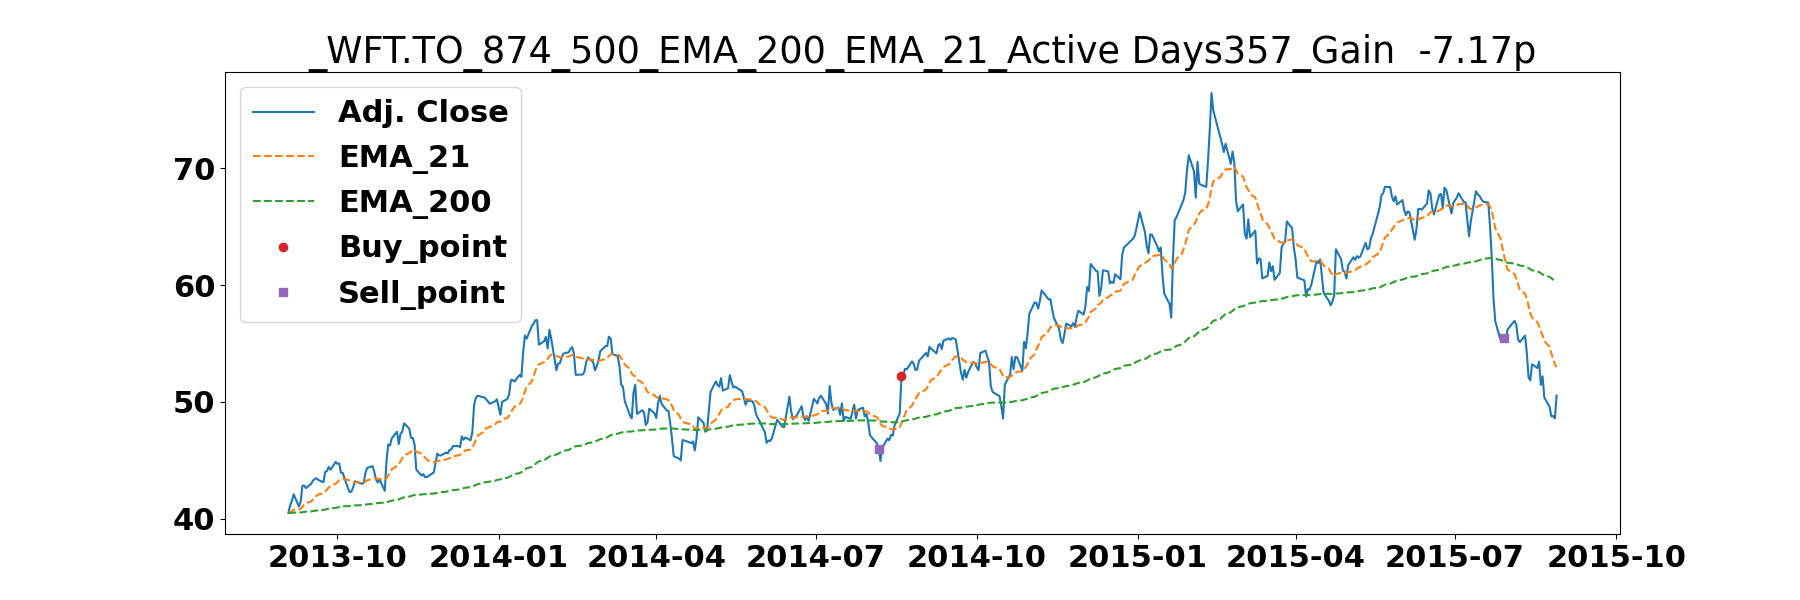 _WFT.TO_874_500_EMA_200_EMA_21_Active Days357_Gain  -7.17p
Adj. Close
EMA_21
EMA_200
Buy_point
Sell_point
70
60
50
40
2013-10 2014-01 2014-04 2014-07 2014-10 2015-01 2015-04 2015-07 2015-10